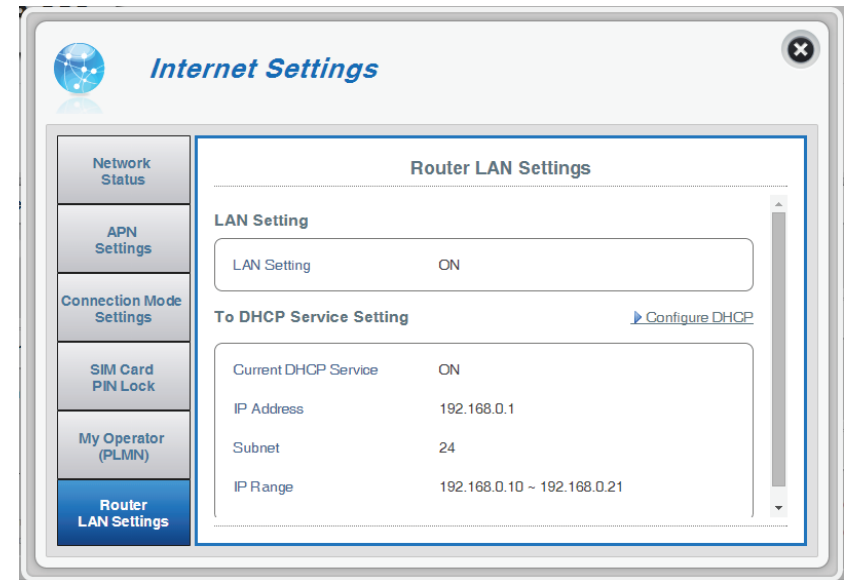 Internet Settings
Network
Status
APN
Settings
Connection Mode
Settings
SIM Card
PIN Lock
My Operator
(PLMN)
Router
LAN Settings
Router LAN Settings
LAN Setting
LAN Setting ON
To DHCP Service Setting Configure DHCP
Current DHCP Service ON
IP Address 192.168.0.1
Subnet 24
IP Range 192.168.0.10 ~ 192.168.0.21